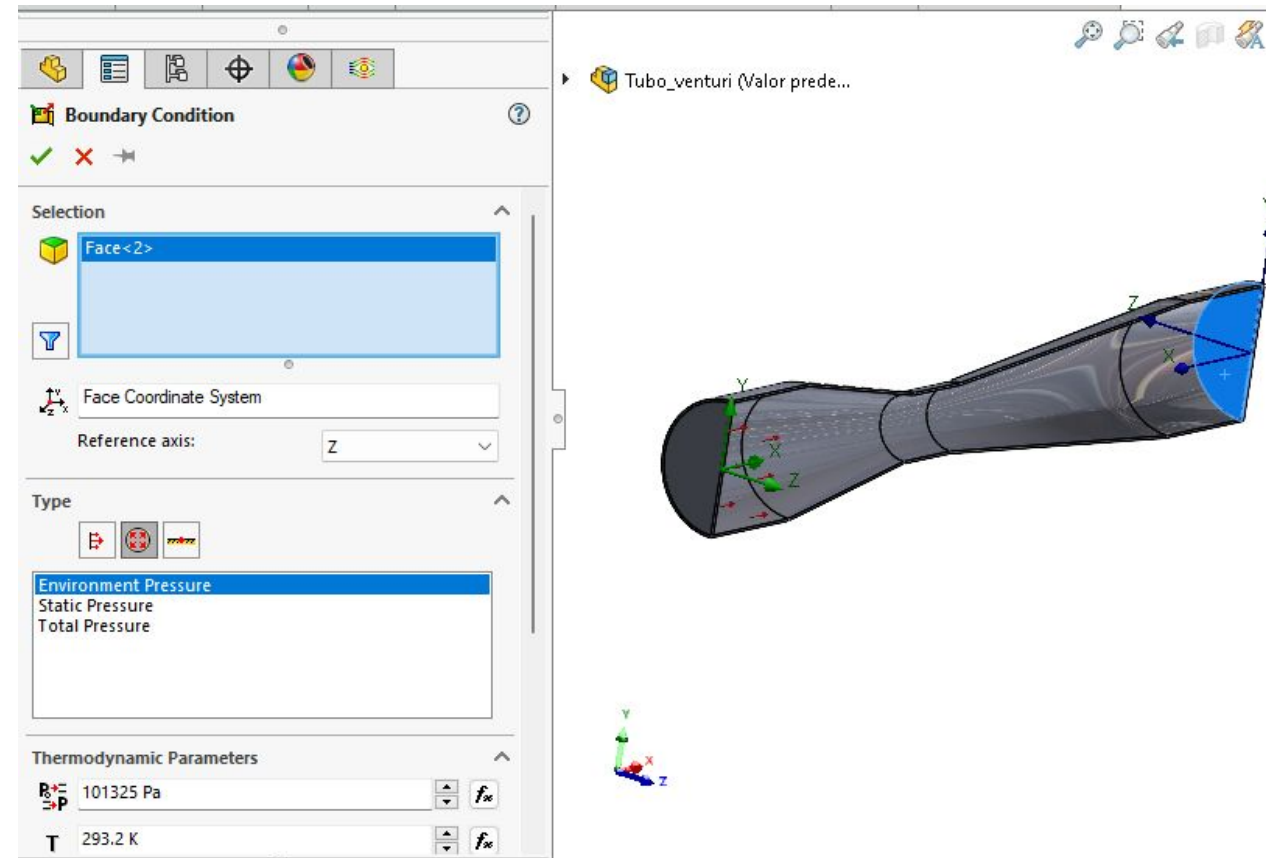 Tubo_venturi (Valor prede...
Boundary Condition
Selection
Face<2>
Face Coordinate System
Reference axis:
Z
Type
Environment Pressure
Static Pressure
Total Pressure
Thermodynamic Parameters
101325 Pa
T
293.2 K
Y
X
Z
Z
X
Y
X
Z